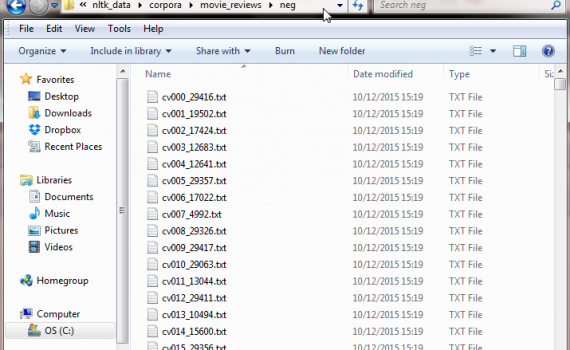 nltk_data ▸ corpora ▸ movie_reviews ▸ neg Search neg
File Edit View Tools Help
Organize Include in library Share with Burn New folder
Name Date modified Type
Favorites
Desktop
Downloads
Dropbox
Recent Places
Libraries
Documents
Music
Pictures
Videos
Homegroup
Computer
OS (C:)
cv000_29416.txt 10/12/2015 15:19 TXT File
cv001_19502.txt 10/12/2015 15:19 TXT File
cv002_17424.txt 10/12/2015 15:19 TXT File
cv003_12683.txt 10/12/2015 15:19 TXT File
cv004_12641.txt 10/12/2015 15:19 TXT File
cv005_29357.txt 10/12/2015 15:19 TXT File
cv006_17022.txt 10/12/2015 15:19 TXT File
cv007_4992.txt 10/12/2015 15:19 TXT File
cv008_29326.txt 10/12/2015 15:19 TXT File
cv009_29417.txt 10/12/2015 15:19 TXT File
cv010_29063.txt 10/12/2015 15:19 TXT File
cv011_13044.txt 10/12/2015 15:19 TXT File
cv012_29411.txt 10/12/2015 15:19 TXT File
cv013_10494.txt 10/12/2015 15:19 TXT File
cv014_15600.txt 10/12/2015 15:19 TXT File
cv015_29356.txt 10/12/2015 15:19 TXT File